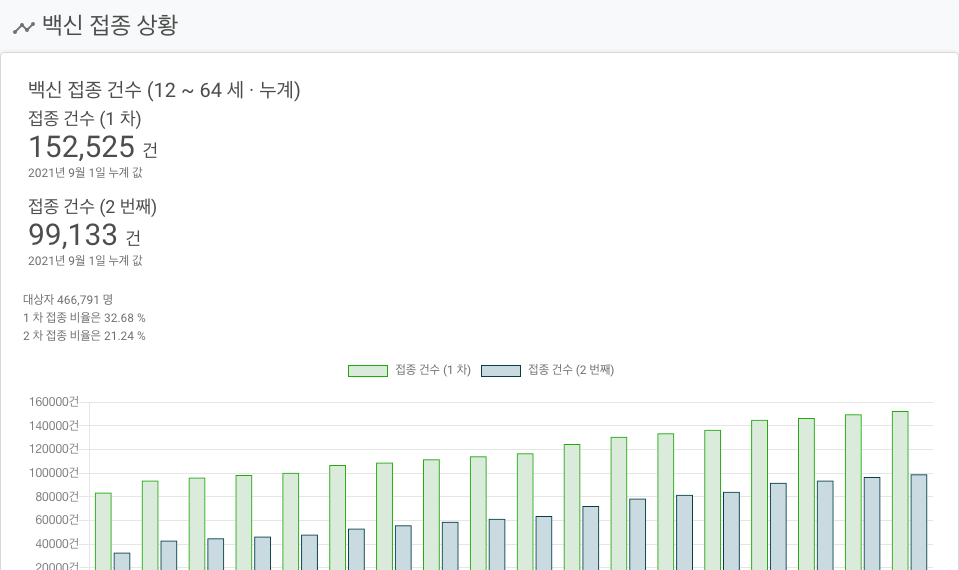 백신 접종 상황
백신 접종 건수 (12 ~ 64 세 · 누계)
접종 건수 (1 차)
152,525 건
2021년 9월 1일 누계 값
접종 건수 (2 번째)
99,133 건
2021년 9월 1일 누계 값
대상자 466,791 명
1 차 접종 비율은 32.68 %
2 차 접종 비율은 21.24 %
접종 건수 (1 차) 접종 건수 (2 번째)
160000건
140000건
120000건
100000건
80000건
60000건
40000건
20000건